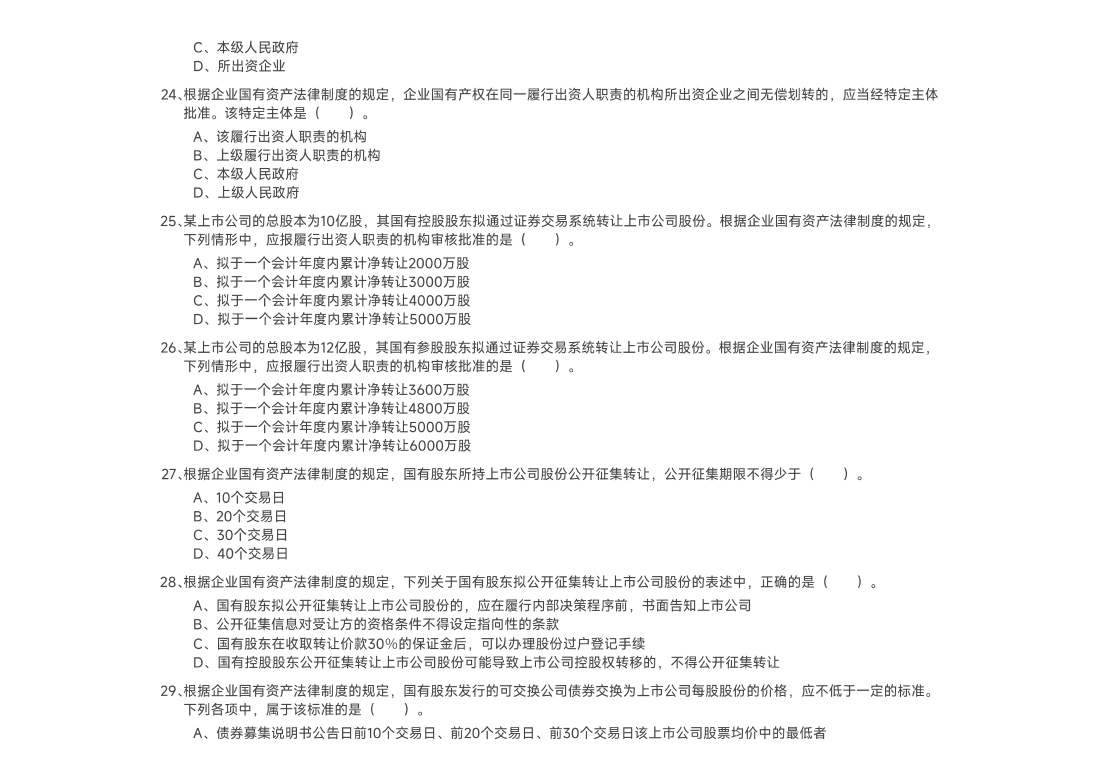 C、本级人民政府
D、所出资企业
24、根据企业国有资产法律制度的规定，企业国有产权在同一履行出资人职责的机构所出资企业之间无偿划转的，应当经特定主体
批准。该特定主体是（　　）。
A、该履行出资人职责的机构
B、上级履行出资人职责的机构
C、本级人民政府
D、上级人民政府
25、某上市公司的总股本为10亿股，其国有控股股东拟通过证券交易系统转让上市公司股份。根据企业国有资产法律制度的规定，
下列情形中，应报履行出资人职责的机构审核批准的是（　　）。
A、拟于一个会计年度内累计净转让2000万股
B、拟于一个会计年度内累计净转让3000万股
C、拟于一个会计年度内累计净转让4000万股
D、拟于一个会计年度内累计净转让5000万股
26、某上市公司的总股本为12亿股，其国有参股股东拟通过证券交易系统转让上市公司股份。根据企业国有资产法律制度的规定，
下列情形中，应报履行出资人职责的机构审核批准的是（　　）。
A、拟于一个会计年度内累计净转让3600万股
B、拟于一个会计年度内累计净转让4800万股
C、拟于一个会计年度内累计净转让5000万股
D、拟于一个会计年度内累计净转让6000万股
27、根据企业国有资产法律制度的规定，国有股东所持上市公司股份公开征集转让，公开征集期限不得少于（　　）。
A、10个交易日
B、20个交易日
C、30个交易日
D、40个交易日
28、根据企业国有资产法律制度的规定，下列关于国有股东拟公开征集转让上市公司股份的表述中，正确的是（　　）。
A、国有股东拟公开征集转让上市公司股份的，应在履行内部决策程序前，书面告知上市公司
B、公开征集信息对受让方的资格条件不得设定指向性的条款
C、国有股东在收取转让价款30%的保证金后，可以办理股份过户登记手续
D、国有控股股东公开征集转让上市公司股份可能导致上市公司控股权转移的，不得公开征集转让
29、根据企业国有资产法律制度的规定，国有股东发行的可交换公司债券交换为上市公司每股股份的价格，应不低于一定的标准。
下列各项中，属于该标准的是（　　）。
A、债券募集说明书公告日前10个交易日、前20个交易日、前30个交易日该上市公司股票均价中的最低者